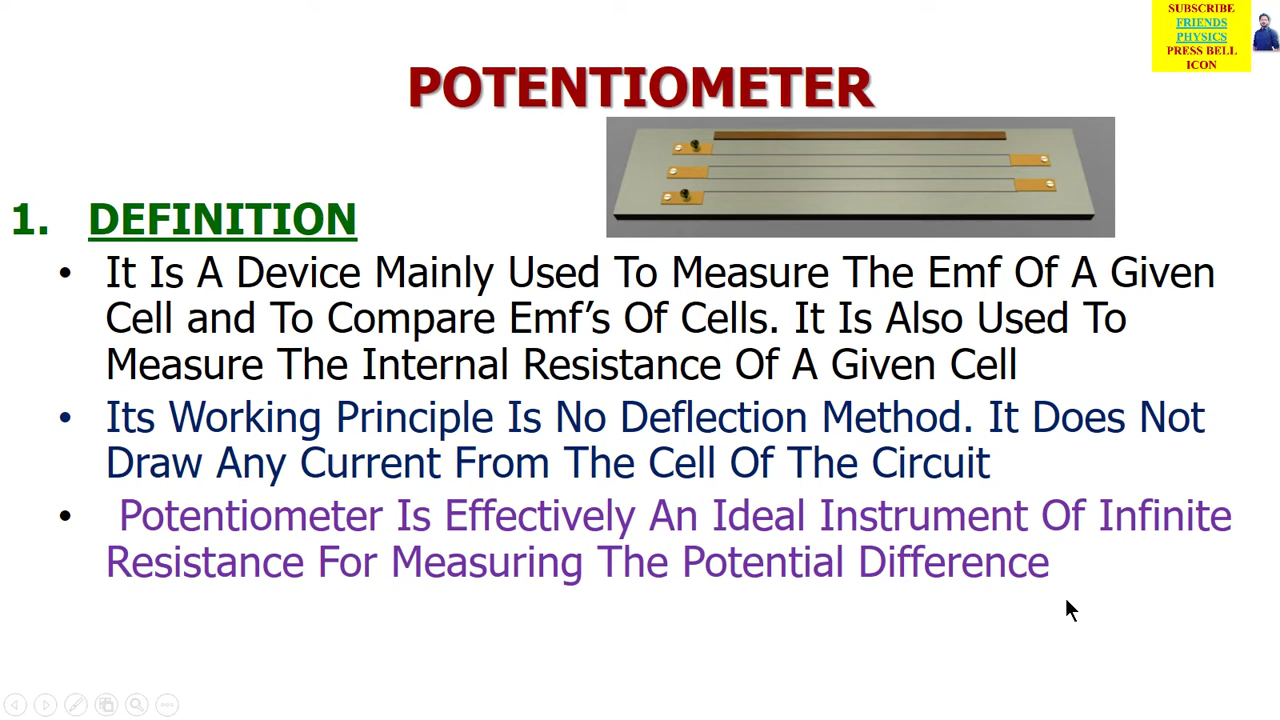 SUBSCRIBE
FRIENDS
PHYSICS
PRESS BELL
ICON
POTENTIOMETER
1. DEFINITION
• It Is A Device Mainly Used To Measure The Emf Of A Given
Cell and To Compare Emf’s Of Cells. It Is Also Used To
Measure The Internal Resistance Of A Given Cell
• Its Working Principle Is No Deflection Method. It Does Not
Draw Any Current From The Cell Of The Circuit
• Potentiometer Is Effectively An Ideal Instrument Of Infinite
Resistance For Measuring The Potential Difference